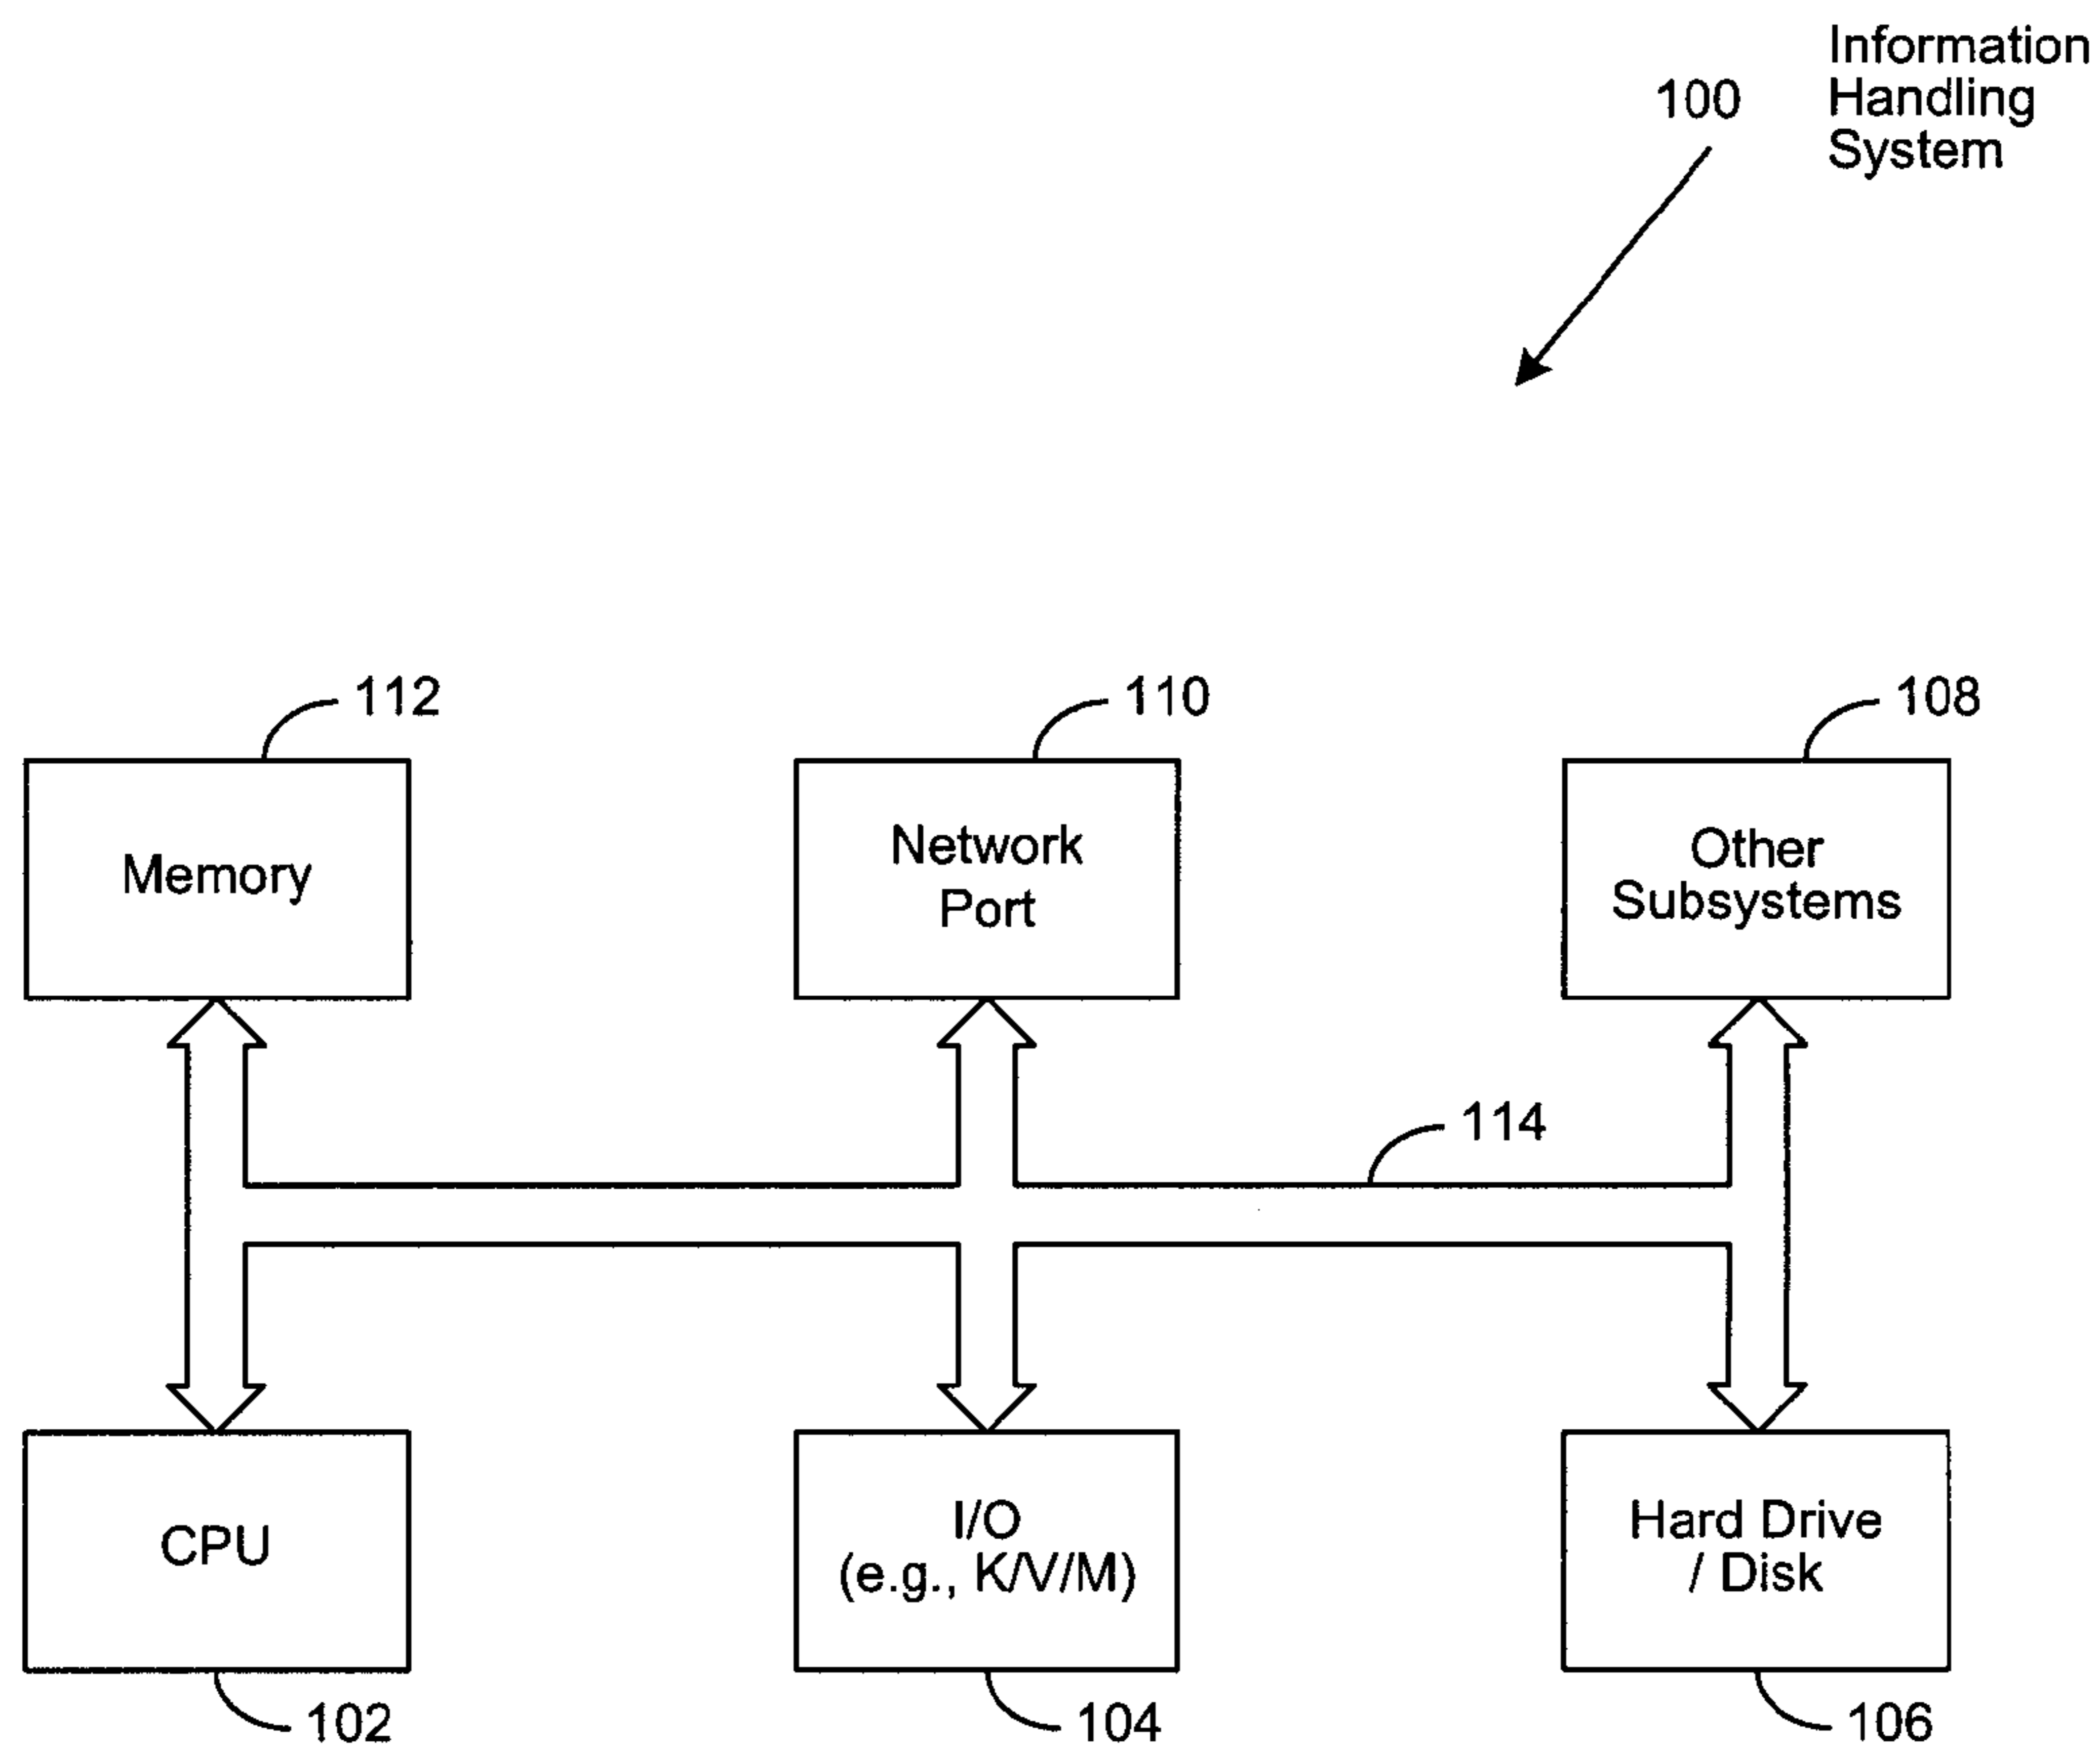 Information
100 Handling
System
112
110
108
Memory
Network
Port
Other
Subsystems
114
CPU
I/O
(e.g., K/V/M)
Hard Drive
/ Disk
102
104
106